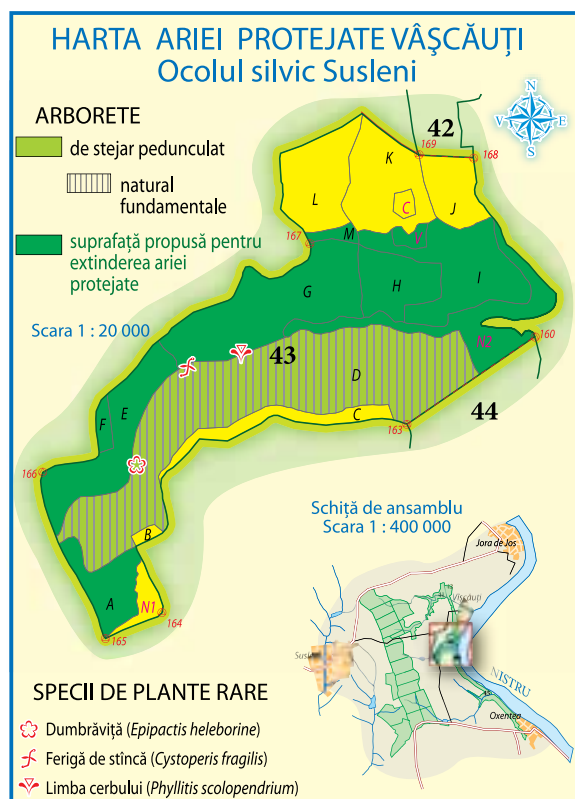 HARTA ARIEI PROTEJATE VÂŞCĂUŢI
Ocolul silvic Susleni
ARBORETE
de stejar pedunculat
natural
fundamentale
suprafaţă propusă pentru
extinderea ariei
protejate
Scara 1 : 20 000
N
V E
S
42
169
168
K
L
C
J
167
M
V
G
H
I
160
N2
43
D
E
F
C
44
163
166
B
A
N1
164
165
Schiţă de ansamblu
Scara 1 : 400 000
Jora de Jos
Vîşcăuţi
Susl
NISTRU
Oxentea
SPECII DE PLANTE RARE
Dumbrăviţă (Epipactis heleborine)
Ferigă de stîncă (Cystoperis fragilis)
Limba cerbului (Phyllitis scolopendrium)